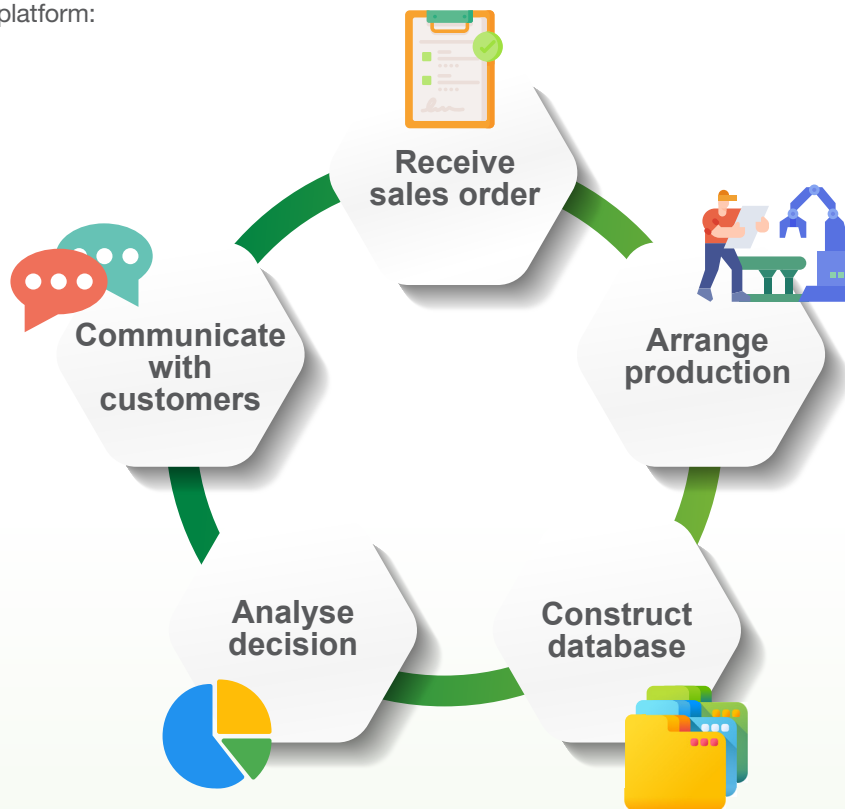 platform:
Receive
sales order
Arrange
production
Construct
database
Analyse
decision
Communicate
with
customers